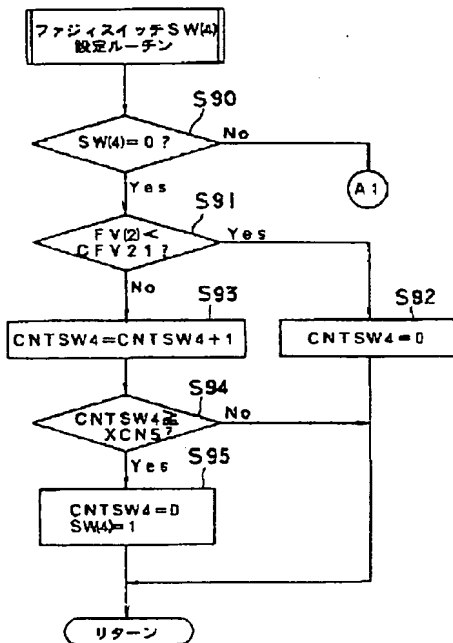 ファジィスイッチSW(4)
設定ルーチン
S90
SW(4)=0?
No
A1
Yes
S91
FV(2)<
CFV21?
Yes
No
S93
S92
CNTSW4=CNTSW4+1
CNTSW4=0
S94
CNTSW4≧
XCN5?
No
Yes
S95
CNTSW4=0
SW(4)=1
リターン